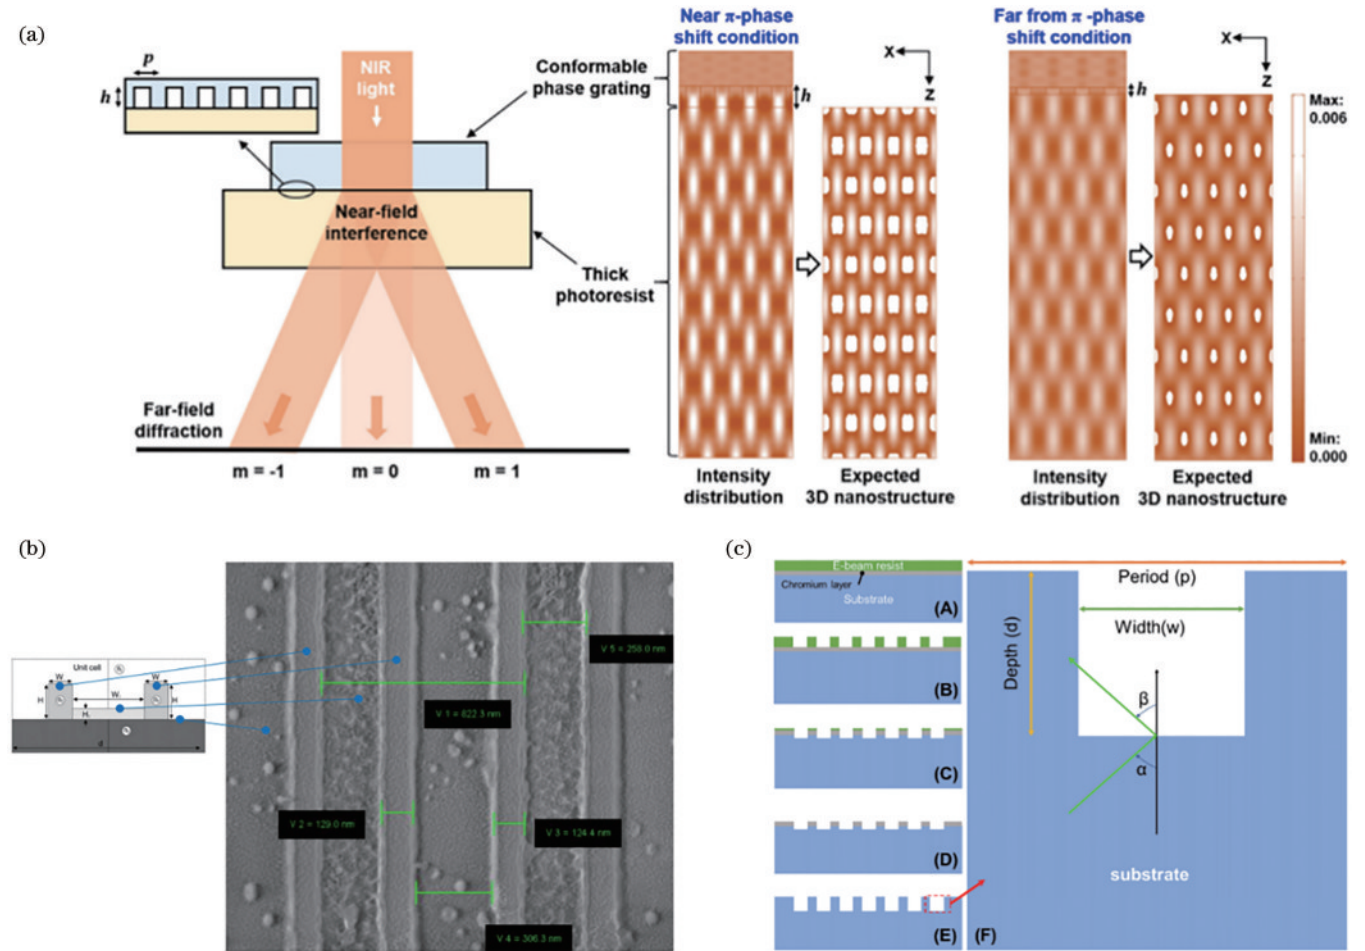 (a)
p
h
NIR
light
Conformable
phase grating
Near-field
interference
Thick
photoresist
Far-field
diffraction
m = -1
m = 0
m = 1
Near π-phase
shift condition
X
Z
h
Intensity
distribution
Expected
3D nanostructure
Far from π -phase
shift condition
X
Z
h
Max:
0.006
Min:
0.000
Intensity
distribution
Expected
3D nanostructure
(b)
Unit cell
W
W
H
H
d
V 5 = 258.0 nm
V 1 = 822.3 nm
V 2 = 129.0 nm
V 3 = 124.4 nm
V 4 = 306.3 nm
(c)
E-beam resist
Chromium layer
Substrate
(A)
(B)
(C)
(D)
(E)
Period (p)
Width(w)
Depth (d)
β
α
substrate
(F)